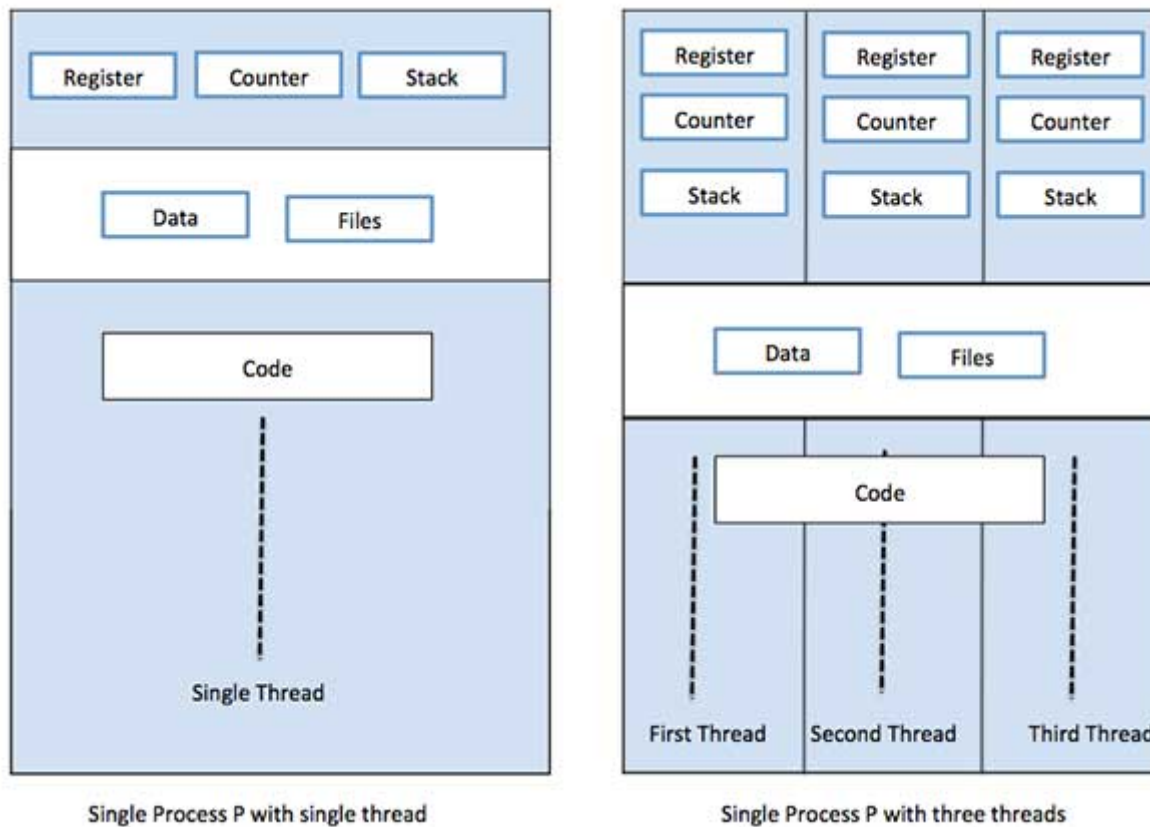 Register Counter Stack
Data Files
Code
Single Thread
Single Process P with single thread
Register Register Register
Counter Counter Counter
Stack Stack Stack
Data Files
Code
First Thread Second Thread Third Thread
Single Process P with three threads